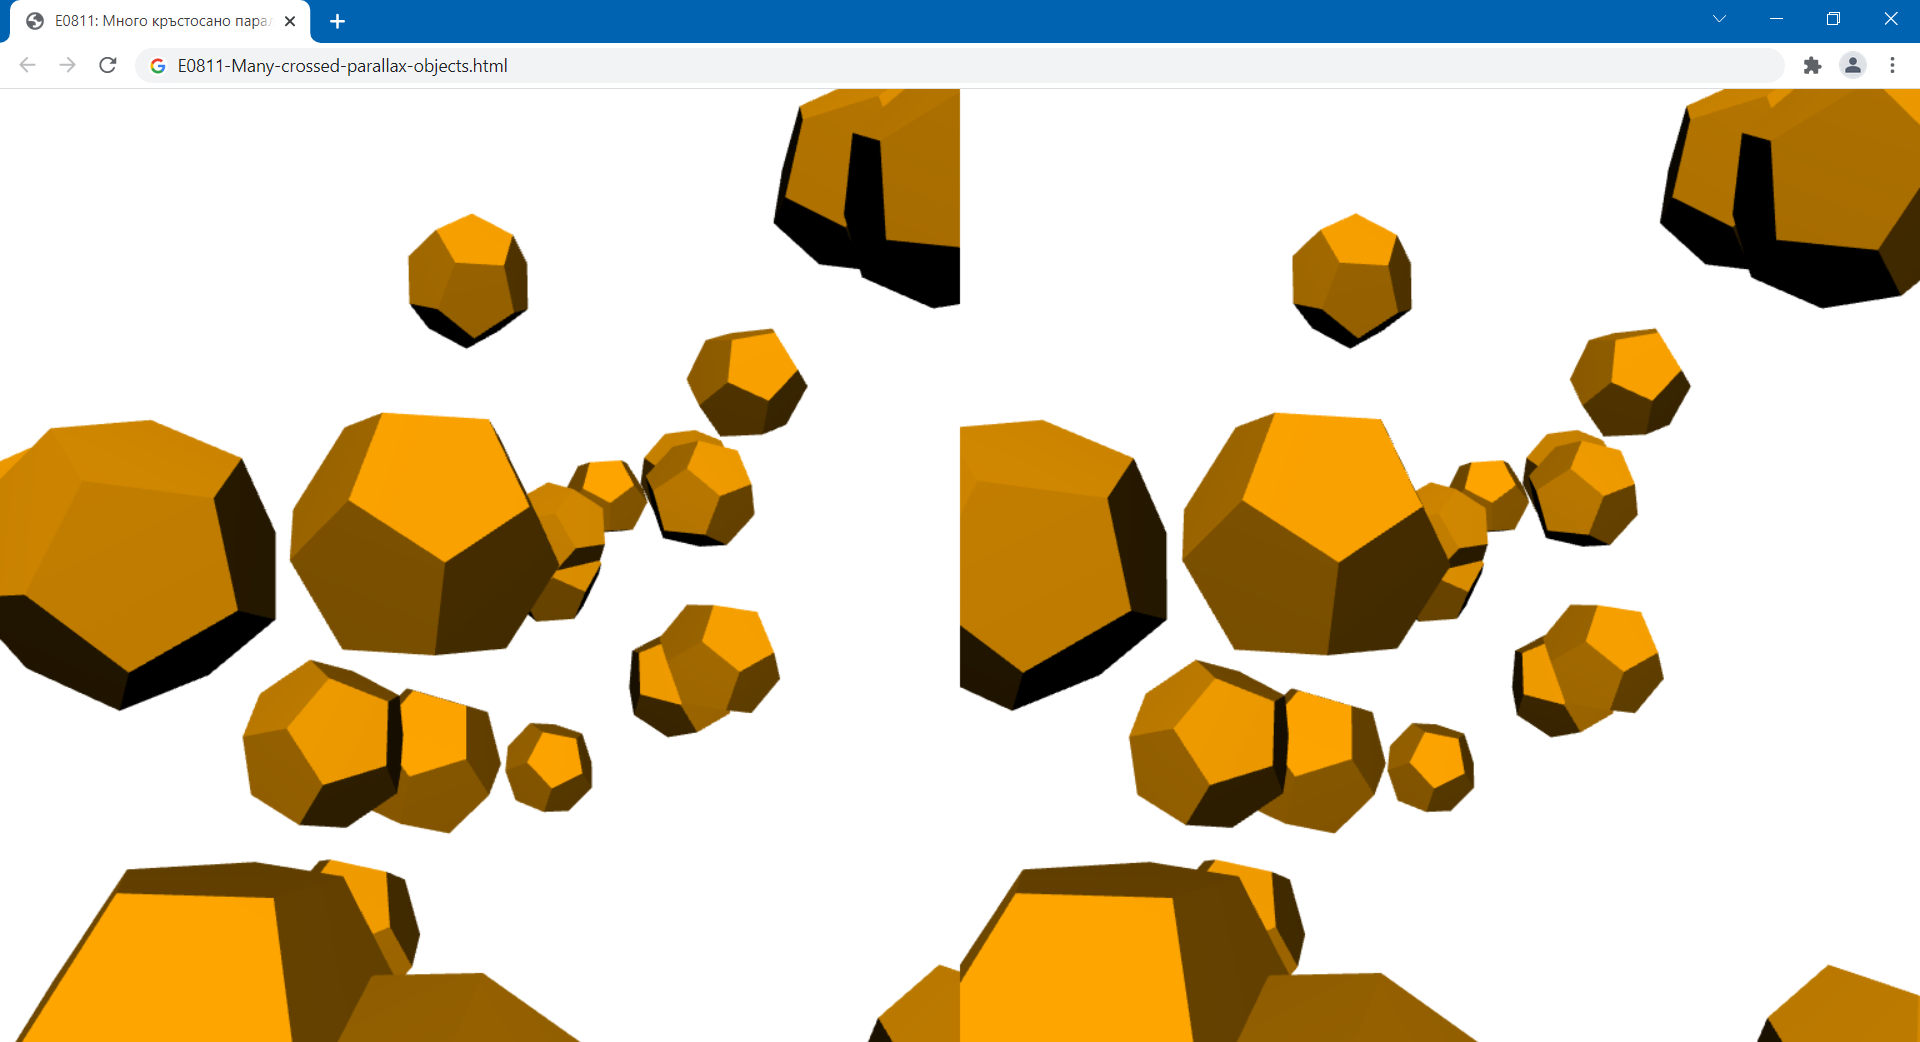 E0811: Много кръстосано пара
E0811-Many-crossed-parallax-objects.html